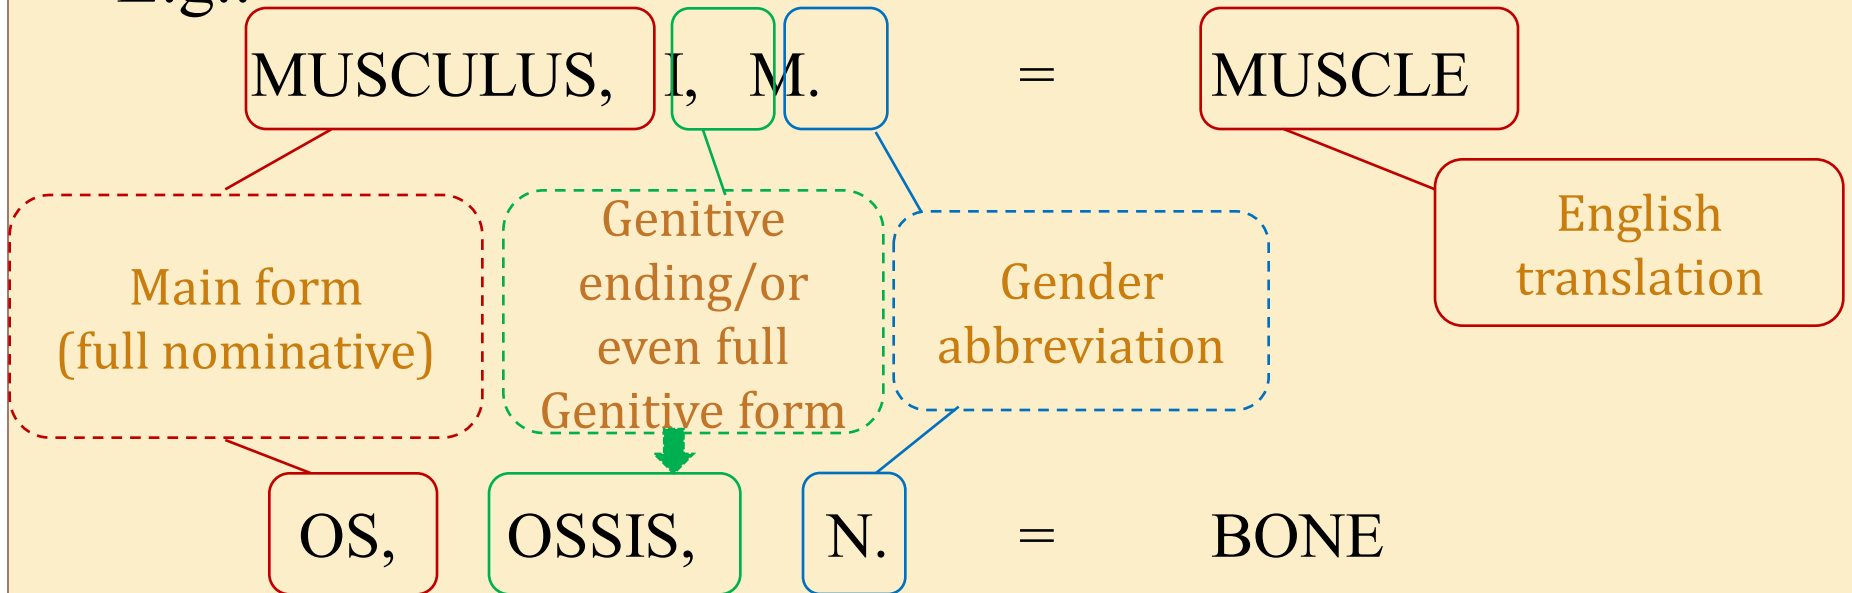 E.g.:
MUSCULUS, I, M. = MUSCLE
Main form
(full nominative)
Genitive
ending/or
even full
Genitive form
Gender
abbreviation
English
translation
OS, OSSIS, N. = BONE